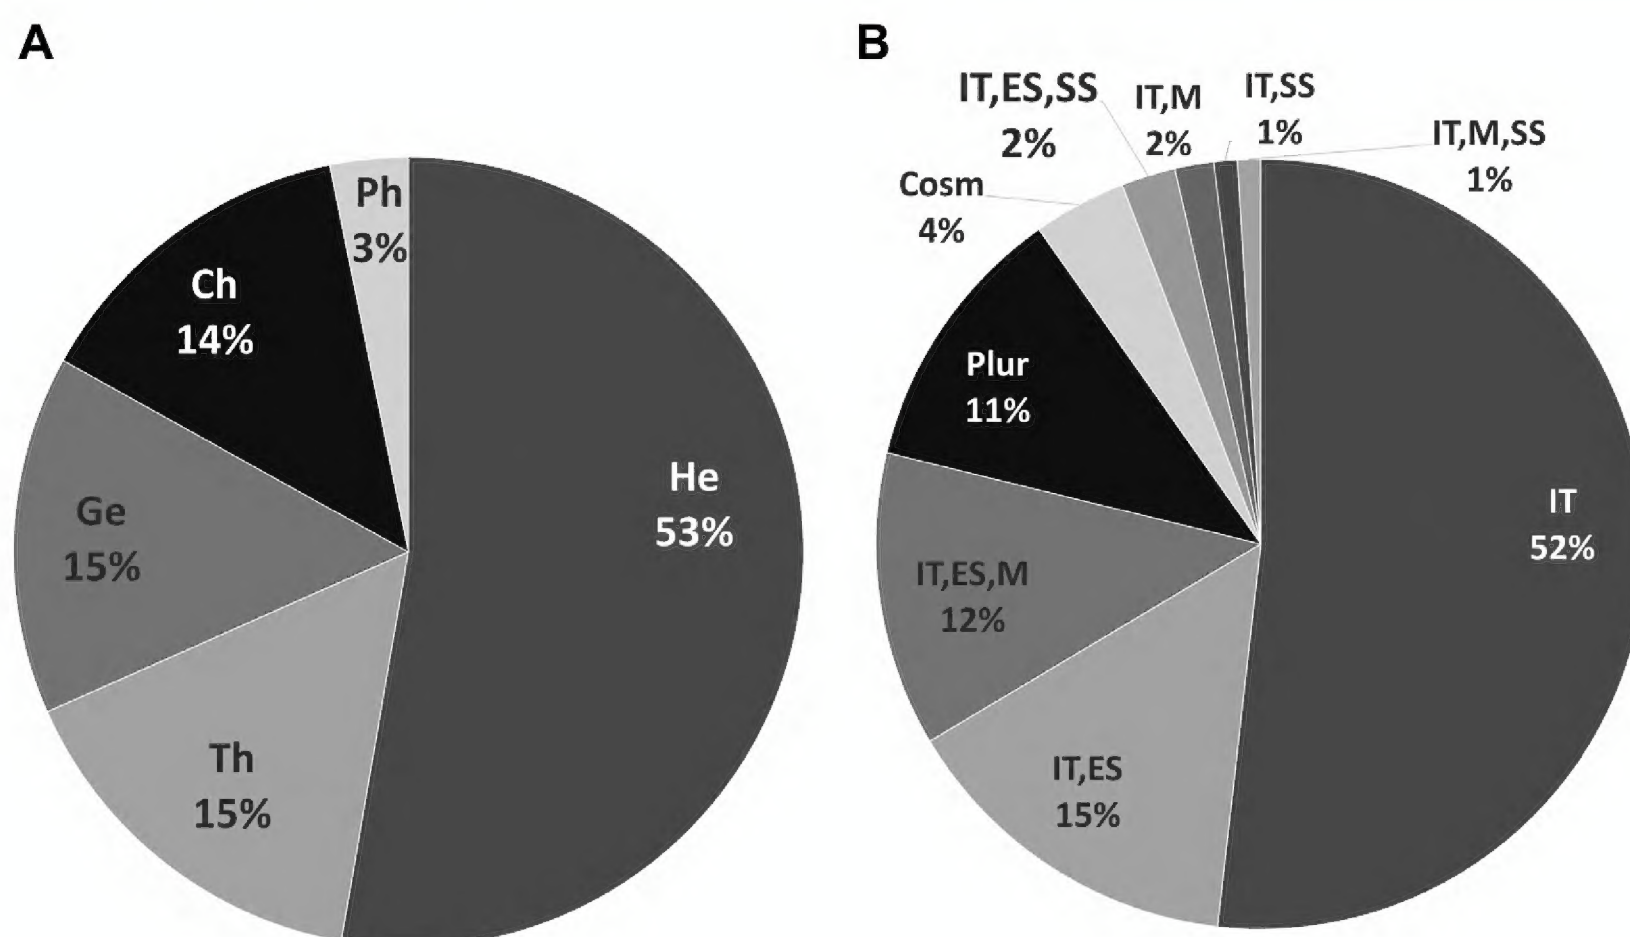 A
Ph
3%
Ch
14%
He
53%
Ge
15%
Th
15%
B
IT,ES,SS
2%
IT,M
2%
IT,SS
1%
IT,M,SS
1%
Cosm
4%
Plur
11%
IT
52%
IT,ES,M
12%
IT,ES
15%